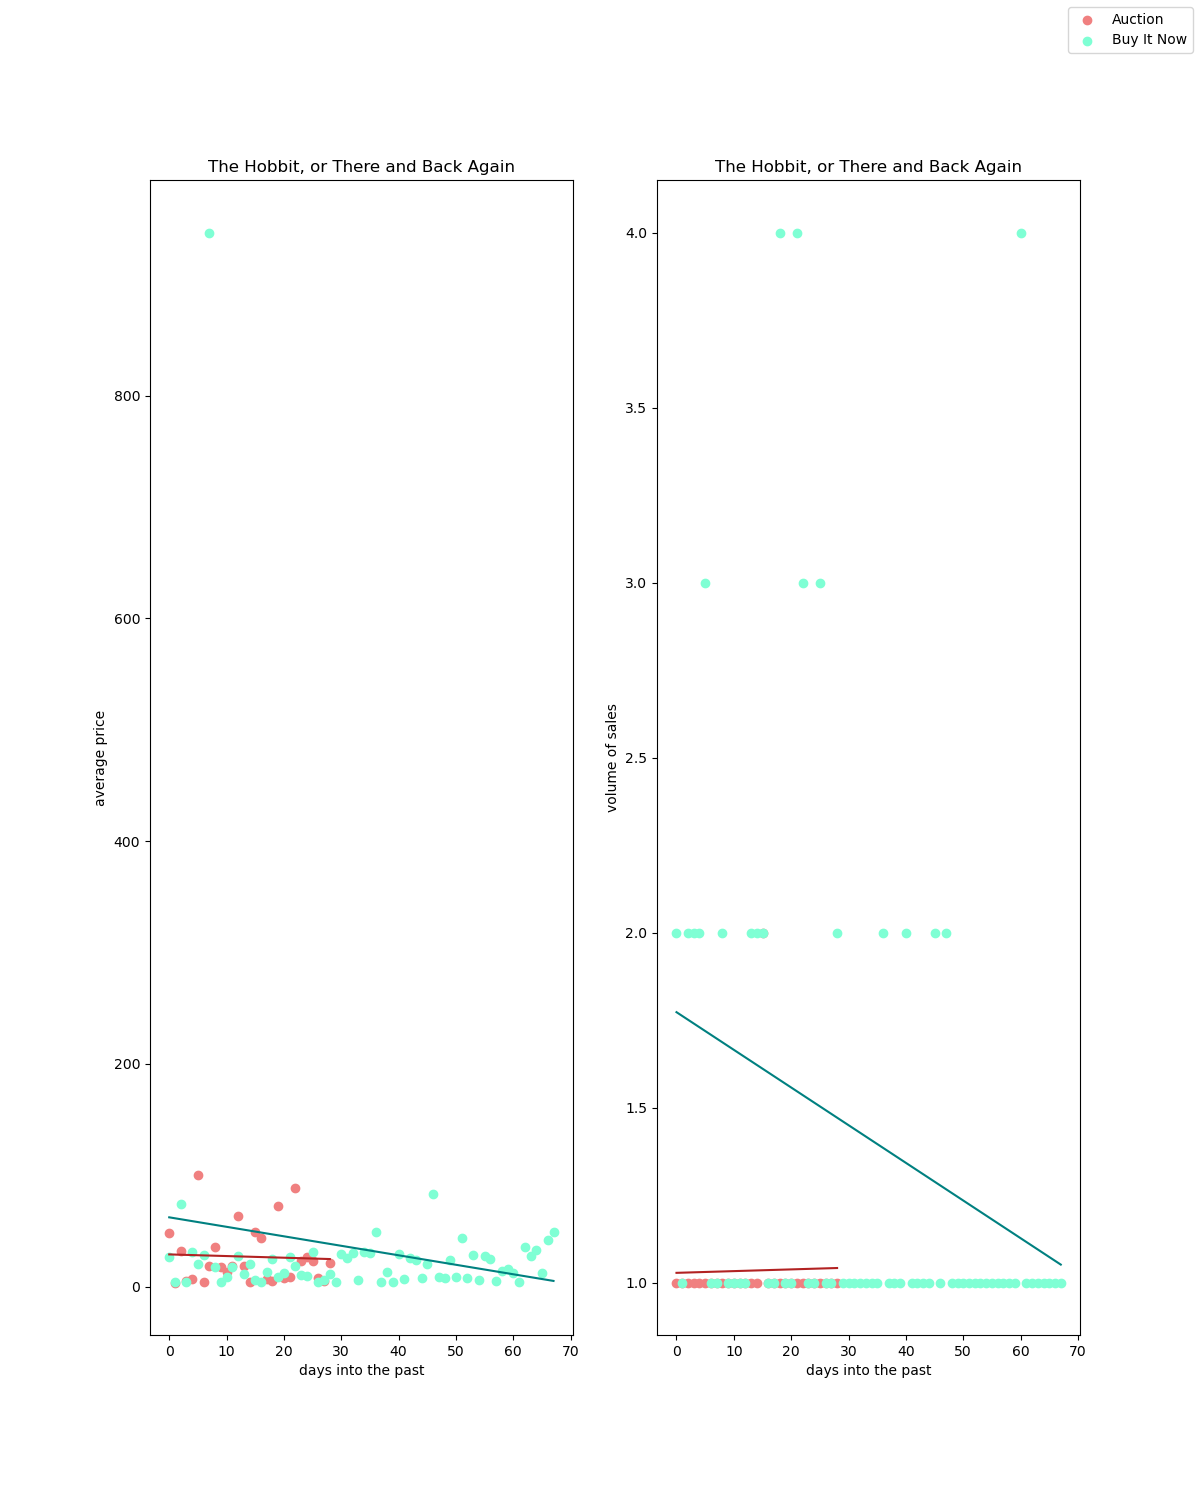 Auction
Buy It Now
The Hobbit, or There and Back Again
average price
800
600
400
200
0
0 10 20 30 40 50 60 70
days into the past
The Hobbit, or There and Back Again
volume of sales
4.0
3.5
3.0
2.5
2.0
1.5
1.0
0 10 20 30 40 50 60 70
days into the past